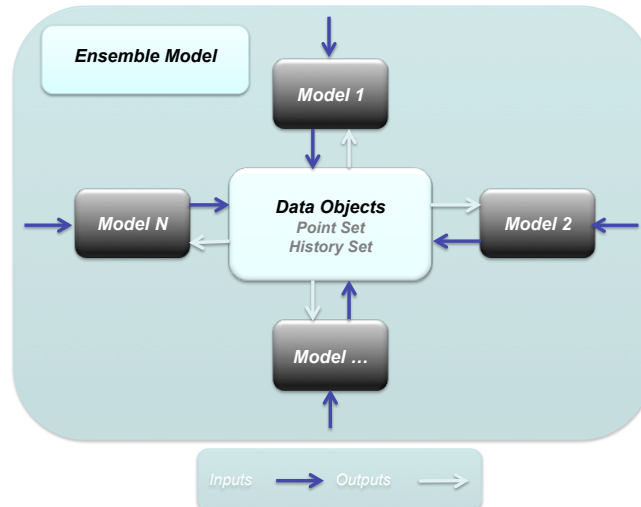 Ensemble Model
Model 1
Model N
Data Objects
Point Set
History Set
Model 2
Model …
Inputs
Outputs